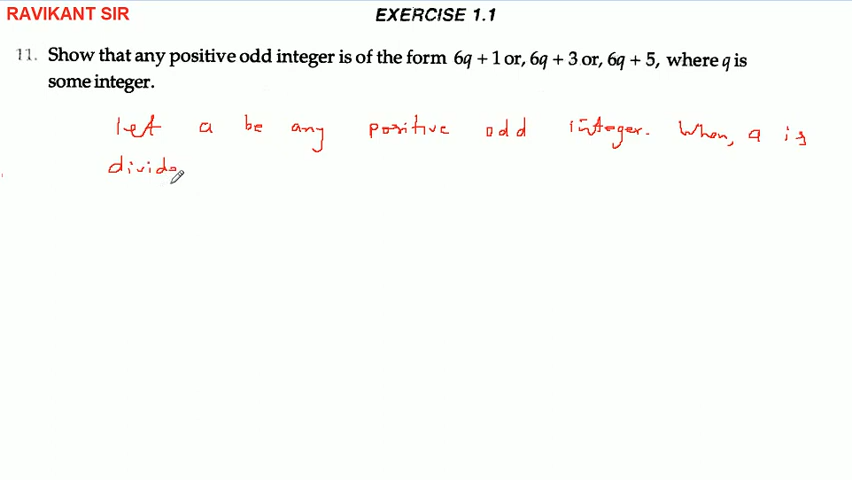 RAVIKANT SIR
EXERCISE 1.1
11. Show that any positive odd integer is of the form 6q + 1 or, 6q + 3 or, 6q + 5, where q is
some integer.
let a be any positive odd integer. When, a is
divide